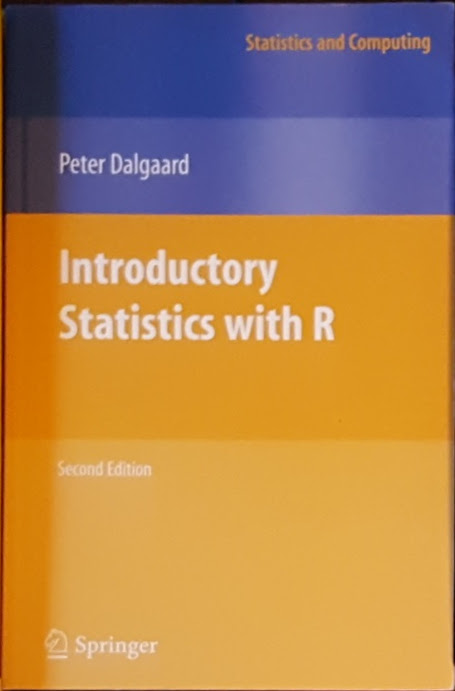 Statistics and Computing
Peter Dalgaard
Introductory
Statistics with R
Second Edition
Springer